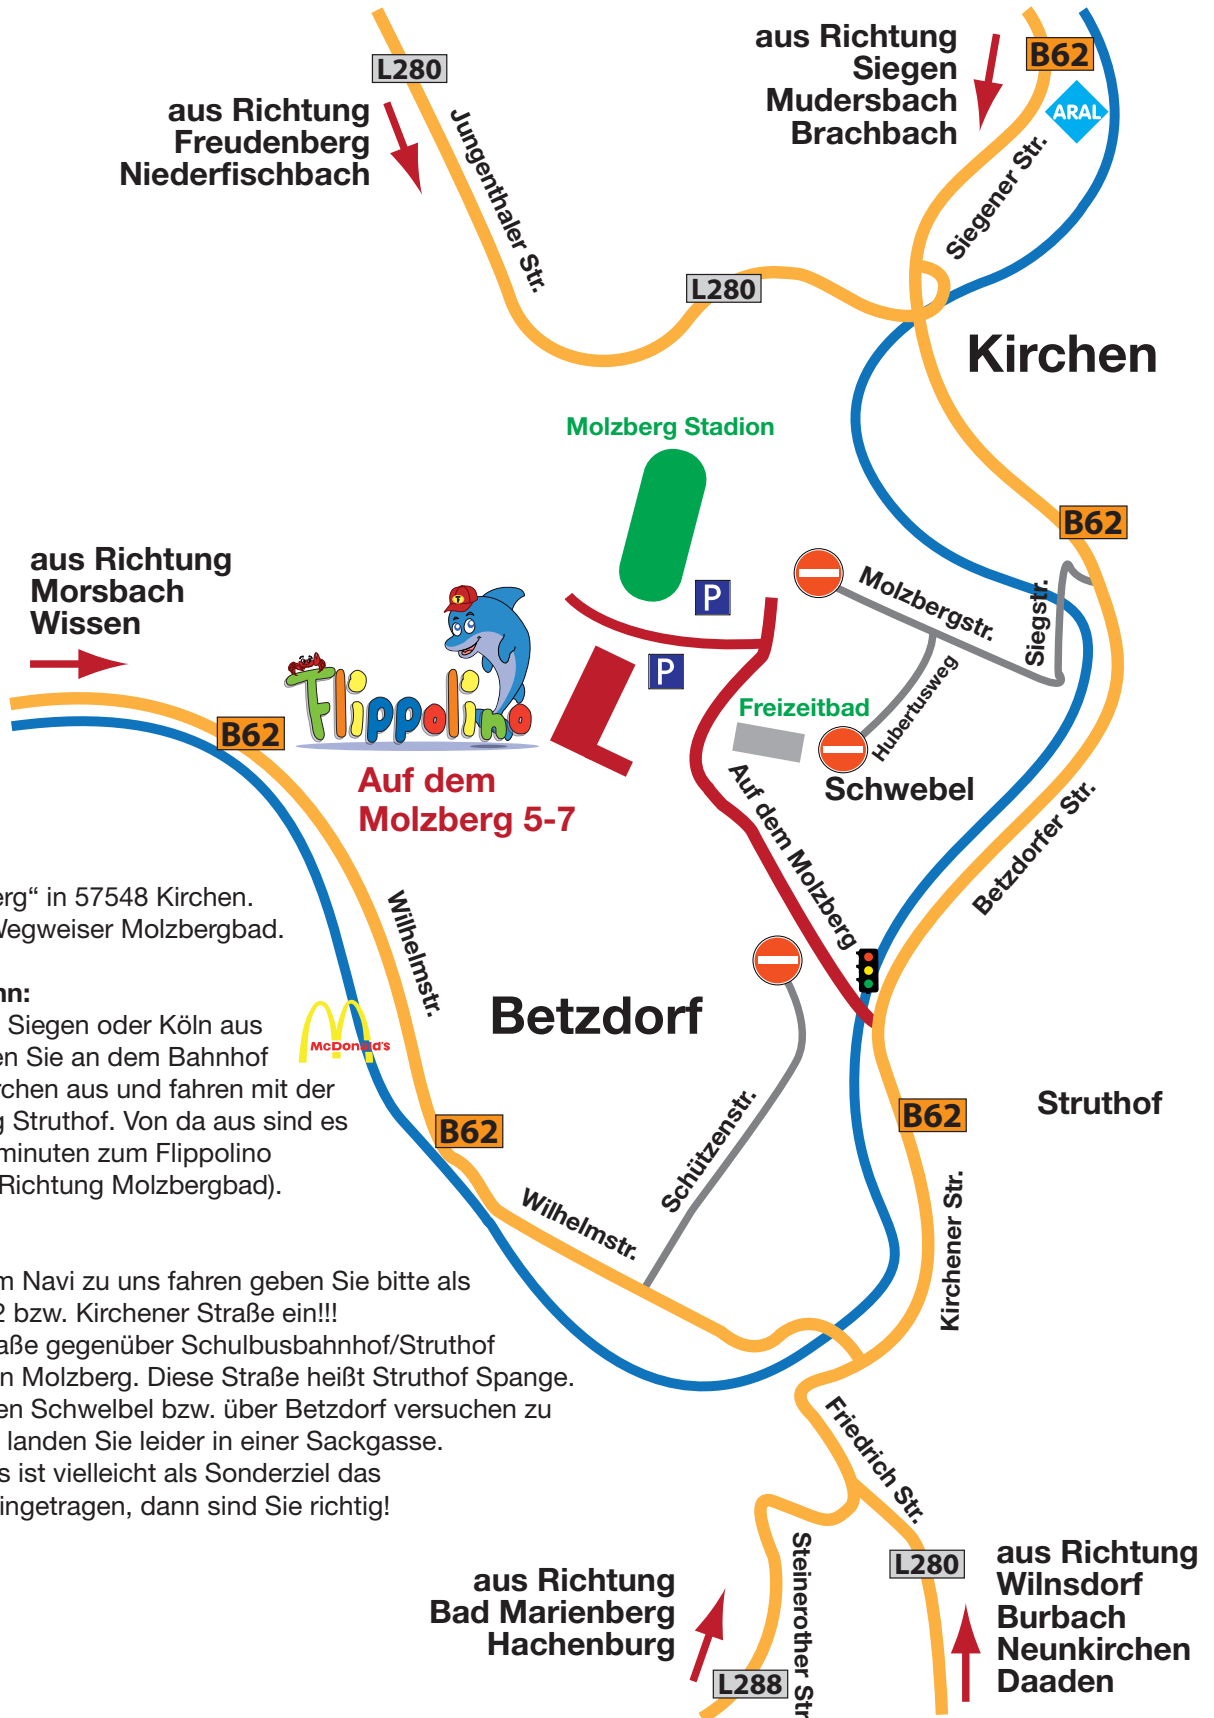 L280
aus Richtung
Freudenberg
Niederfischbach
Jungenthaler Str.
aus Richtung
Siegen
Mudersbach
Brachbach
B62
ARAL
Siegener Str.
L280
Kirchen
Molzberg Stadion
B62
aus Richtung
Morsbach
Wissen
P
P
Molzbergstr.
Siegstr.
Hubertusweg
Freizeitbad
Schwebel
B62
Flippolino
Auf dem
Molzberg 5-7
Auf dem Molzberg
Betzdorfer Str.
erg“ in 57548 Kirchen.
Wegweiser Molzbergbad.
Wilhelmstr.
nn:
Siegen oder Köln aus
en Sie an dem Bahnhof
rchen aus und fahren mit der
g Struthof. Von da aus sind es
minuten zum Flippolino
Richtung Molzbergbad).
McDonald's
Betzdorf
Struthof
B62
B62
Schützenstr.
Wilhelmstr.
Kirchener Str.
m Navi zu uns fahren geben Sie bitte als
2 bzw. Kirchener Straße ein!!!
raße gegenüber Schulbusbahnhof/Struthof
n Molzberg. Diese Straße heißt Struthof Spange.
en Schwelbel bzw. über Betzdorf versuchen zu
landen Sie leider in einer Sackgasse.
s ist vielleicht als Sonderziel das
ingetragen, dann sind Sie richtig!
Friedrich Str.
Steinerother Str
L280
aus Richtung
Wilnsdorf
Burbach
Neunkirchen
Daaden
aus Richtung
Bad Marienberg
Hachenburg
L288